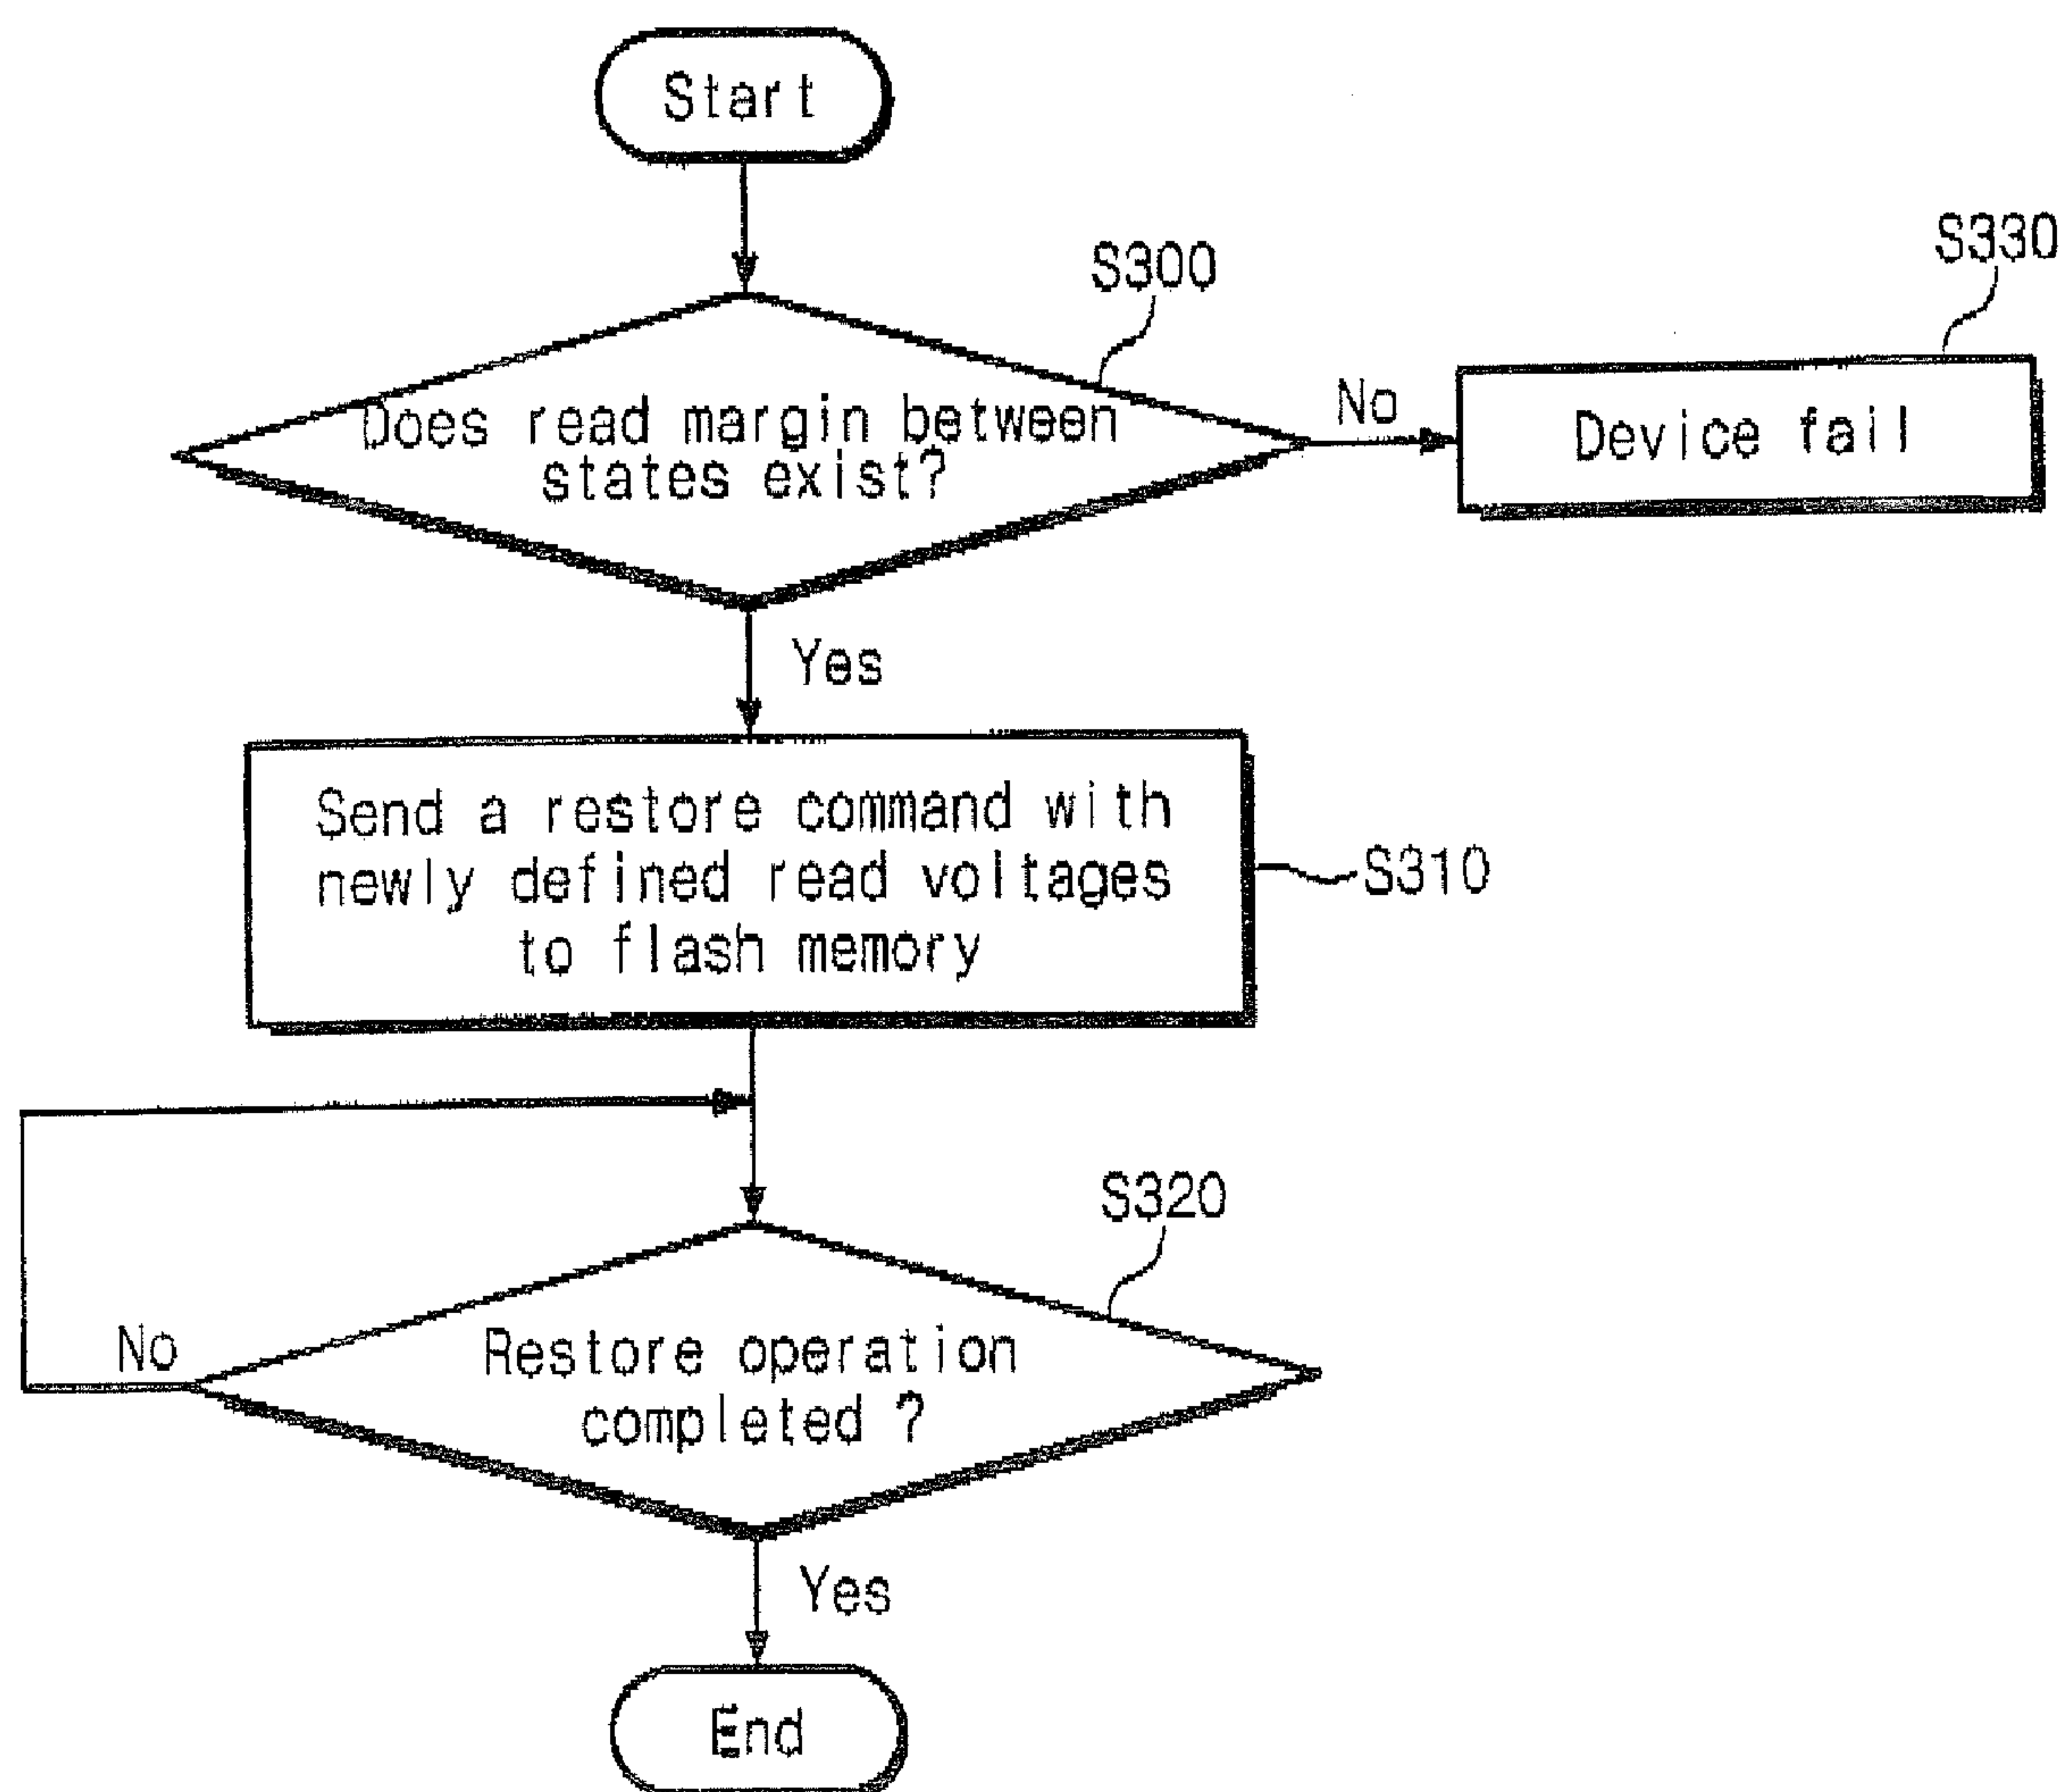 Start
S300
S330
Does read margin between
states exist?
No
Device fail
Yes
Send a restore command with
newly defined read voltages
to flash memory
S310
S320
No
Restore operation
completed ?
Yes
End